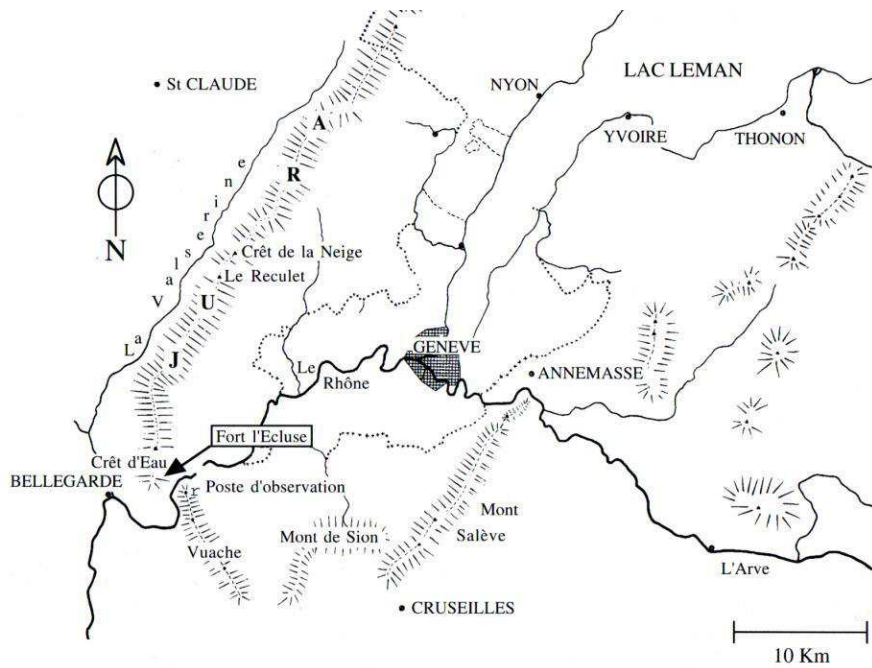 St CLAUDE
NYON
LAC LEMAN
YVOIRE
THONON
N
JURA
La Valserine
Crêt de la Neige
Le Reculet
GENEVE
Le
Rhône
ANNEMASSE
Fort l'Ecluse
Crêt d'Eau
BELLEGARDE
Poste d'observation
Vuache
Mont de Sion
Mont
Salève
CRUSEILLES
L'Arve
10 Km